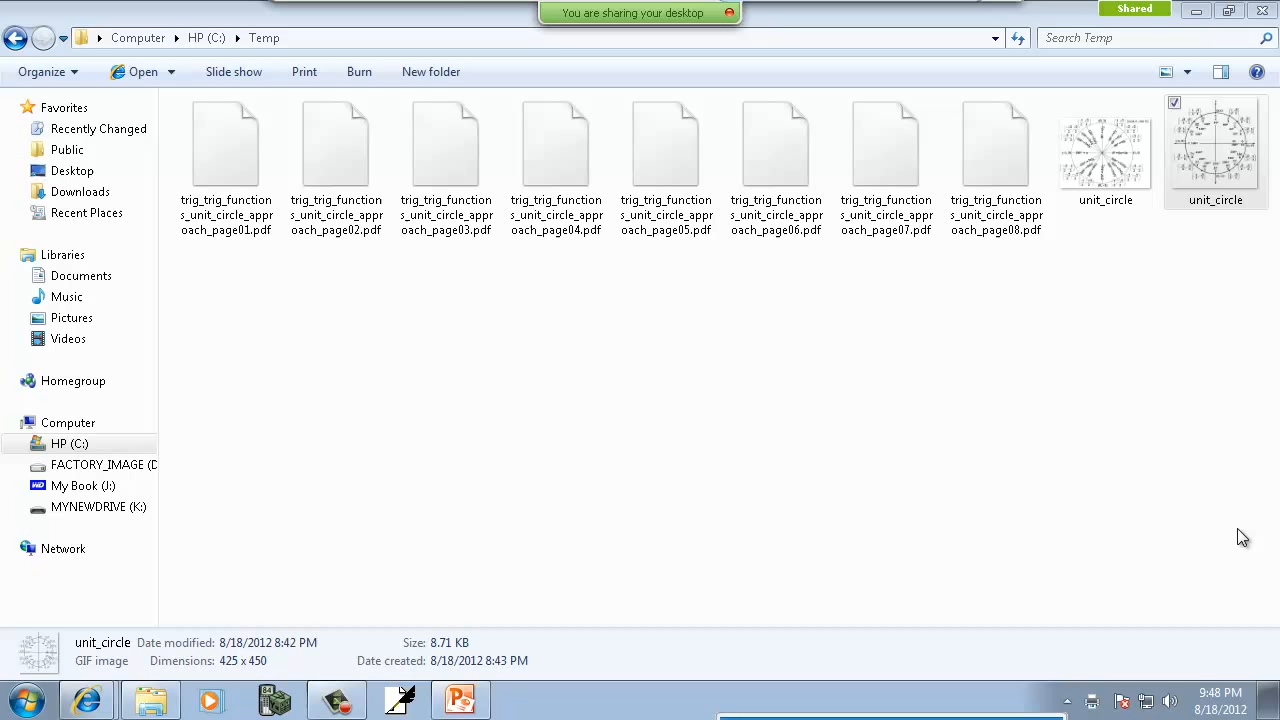 You are sharing your desktop
Shared
Computer HP (C:) Temp
Search Temp
Organize Open Slide show Print Burn New folder
Favorites
Recently Changed
Public
Desktop
Downloads
Recent Places
Libraries
Documents
Music
Pictures
Videos
Homegroup
Computer
HP (C:)
FACTORY_IMAGE (D
My Book (J:)
MYNEWDRIVE (K:)
Network
trig_trig_function
s_unit_circle_appr
oach_page01.pdf
trig_trig_function
s_unit_circle_appr
oach_page02.pdf
trig_trig_function
s_unit_circle_appr
oach_page03.pdf
trig_trig_function
s_unit_circle_appr
oach_page04.pdf
trig_trig_function
s_unit_circle_appr
oach_page05.pdf
trig_trig_function
s_unit_circle_appr
oach_page06.pdf
trig_trig_function
s_unit_circle_appr
oach_page07.pdf
trig_trig_function
s_unit_circle_appr
oach_page08.pdf
unit_circle
unit_circle
unit_circle Date modified: 8/18/2012 8:42 PM Size: 8.71 KB
GIF image Dimensions: 425 x 450 Date created: 8/18/2012 8:43 PM
9:48 PM
8/18/2012